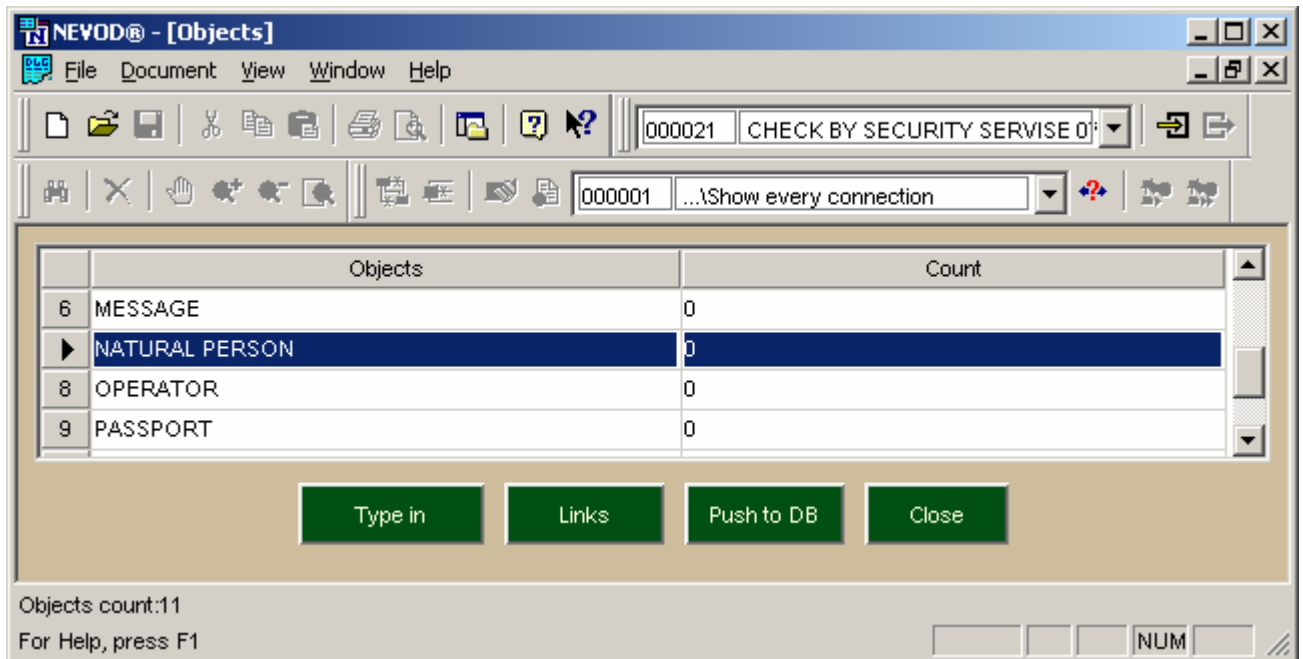 NEVOD® - [Objects]
File Document View Window Help
000021 CHECK BY SECURITY SERVISE 0
000001 ...\Show every connection
Objects Count
6 MESSAGE 0
NATURAL PERSON 0
8 OPERATOR 0
9 PASSPORT 0
Type in Links Push to DB Close
Objects count:11
For Help, press F1 NUM